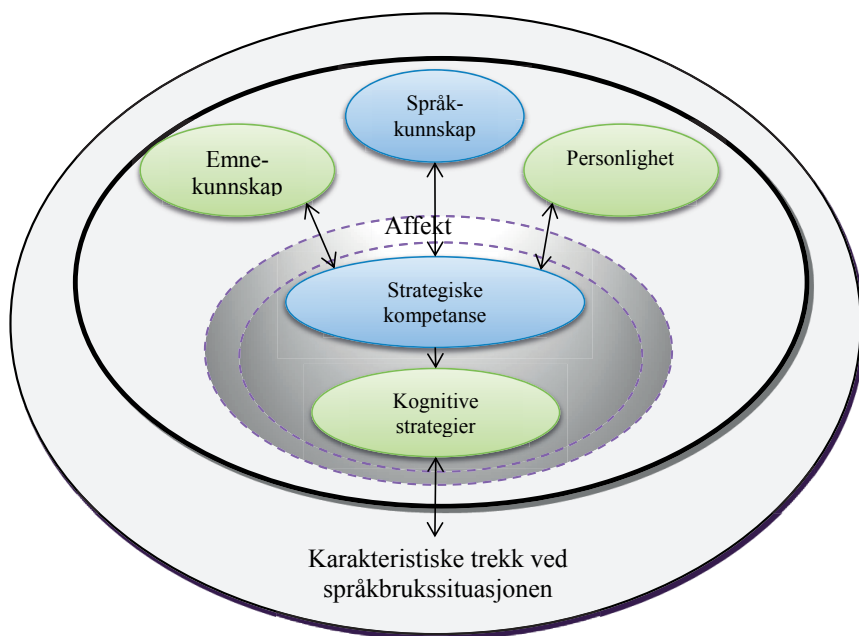 Språk-
kunnskap
Emne-
kunnskap
Personlighet
Affekt
Strategiske
kompetanse
Kognitive
strategier
Karakteristiske trekk ved
språkbrukssituasjonen